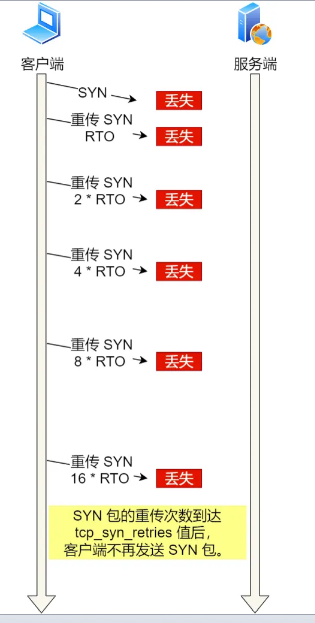 客户端
服务端
SYN
丢失
重传 SYN
RTO
丢失
重传 SYN
2 * RTO
丢失
重传 SYN
4 * RTO
丢失
重传 SYN
8 * RTO
丢失
重传 SYN
16 * RTO
丢失
SYN 包的重传次数到达
tcp_syn_retries 值后，
客户端不再发送 SYN 包。